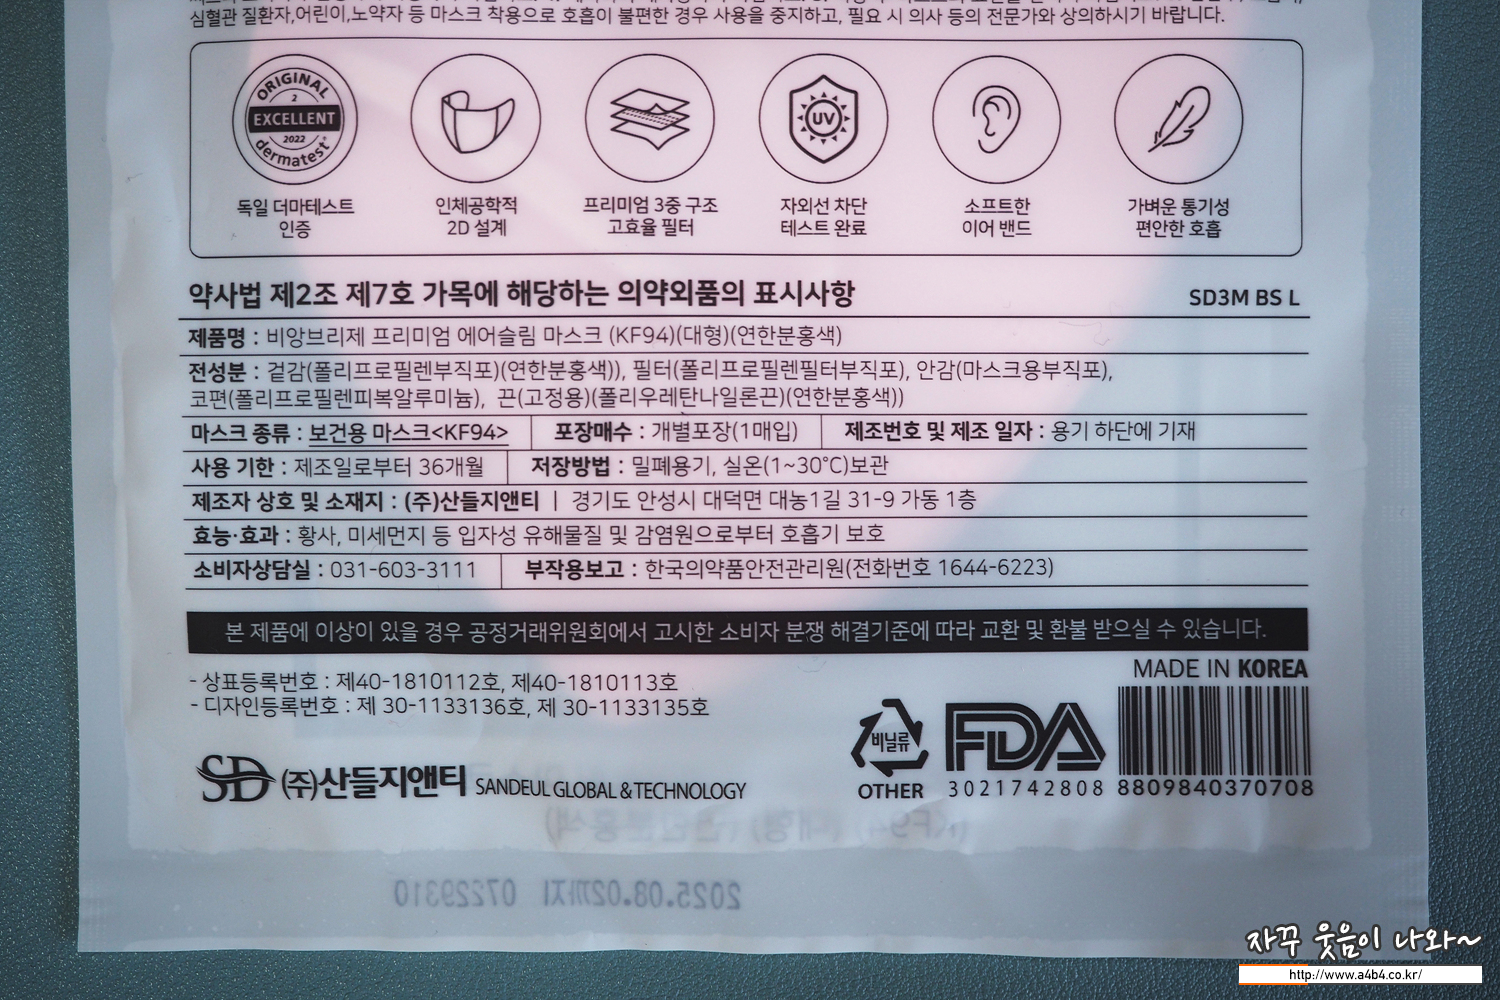 심혈관 질환자,어린이,노약자 등 마스크 착용으로 호흡이 불편한 경우 사용을 중지하고, 필요 시 의사 등의 전문가와 상의하시기 바랍니다.
ORIGINAL
2
EXCELLENT
2022
dermatest®
UV
독일 더마테스트
인증
인체공학적
2D 설계
프리미엄 3중 구조
고효율 필터
자외선 차단
테스트 완료
소프트한
이어 밴드
가벼운 통기성
편안한 호흡
약사법 제2조 제7호 가목에 해당하는 의약외품의 표시사항 SD3M BS L
제품명 : 비앙브리제 프리미엄 에어슬림 마스크 (KF94)(대형)(연한분홍색)
전성분 : 겉감(폴리프로필렌부직포)(연한분홍색)), 필터(폴리프로필렌필터부직포), 안감(마스크용부직포),
코편(폴리프로필렌피복알루미늄), 끈(고정용)(폴리우레탄나일론끈)(연한분홍색))
마스크 종류 : 보건용 마스크<KF94> 포장매수 : 개별포장(1매입) 제조번호 및 제조 일자 : 용기 하단에 기재
사용 기한 : 제조일로부터 36개월 저장방법 : 밀폐용기, 실온(1~30℃)보관
제조자 상호 및 소재지 : (주)산들지앤티 | 경기도 안성시 대덕면 대농1길 31-9 가동 1층
효능·효과 : 황사, 미세먼지 등 입자성 유해물질 및 감염원으로부터 호흡기 보호
소비자상담실 : 031-603-3111 부작용보고 : 한국의약품안전관리원(전화번호 1644-6223)
본 제품에 이상이 있을 경우 공정거래위원회에서 고시한 소비자 분쟁 해결기준에 따라 교환 및 환불 받으실 수 있습니다.
MADE IN KOREA
- 상표등록번호 : 제40-1810112호, 제40-1810113호
- 디자인등록번호 : 제 30-1133136호, 제 30-1133135호
비닐류
OTHER
FDA
3021742808
8809840370708
SD (주)산들지앤티 SANDEUL GLOBAL & TECHNOLOGY
(KF94) (대형) (연한분홍색)
2025.08.02까지 07229310
자꾸 웃음이 나와~
http://www.a4b4.co.kr/